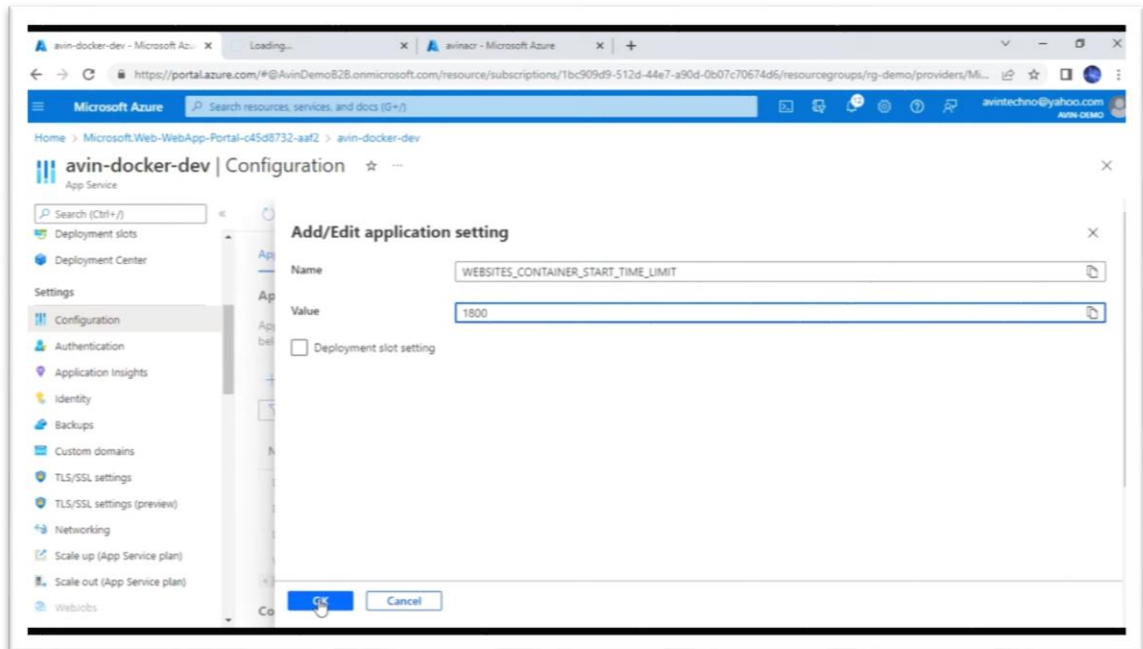 avin-docker-dev - Microsoft Az...
Loading...
avinacr - Microsoft Azure
https://portal.azure.com/#@AvinDemoB2B.onmicrosoft.com/resource/subscriptions/1bc909d9-512d-44e7-a90d-0b07c70674d6/resourcegroups/rg-demo/providers/Mi...
Microsoft Azure
Search resources, services, and docs (G+/)
avintechno@yahoo.com
AVIN-DEMO
Home > Microsoft.Web-WebApp-Portal-c45d8732-aaf2 > avin-docker-dev
avin-docker-dev | Configuration
App Service
Search (Ctrl+/)
Deployment slots
Deployment Center
Settings
Configuration
Authentication
Application Insights
Identity
Backups
Custom domains
TLS/SSL settings
TLS/SSL settings (preview)
Networking
Scale up (App Service plan)
Scale out (App Service plan)
WebJobs
Add/Edit application setting
Name
WEBSITES_CONTAINER_START_TIME_LIMIT
Value
1800
Deployment slot setting
OK
Cancel